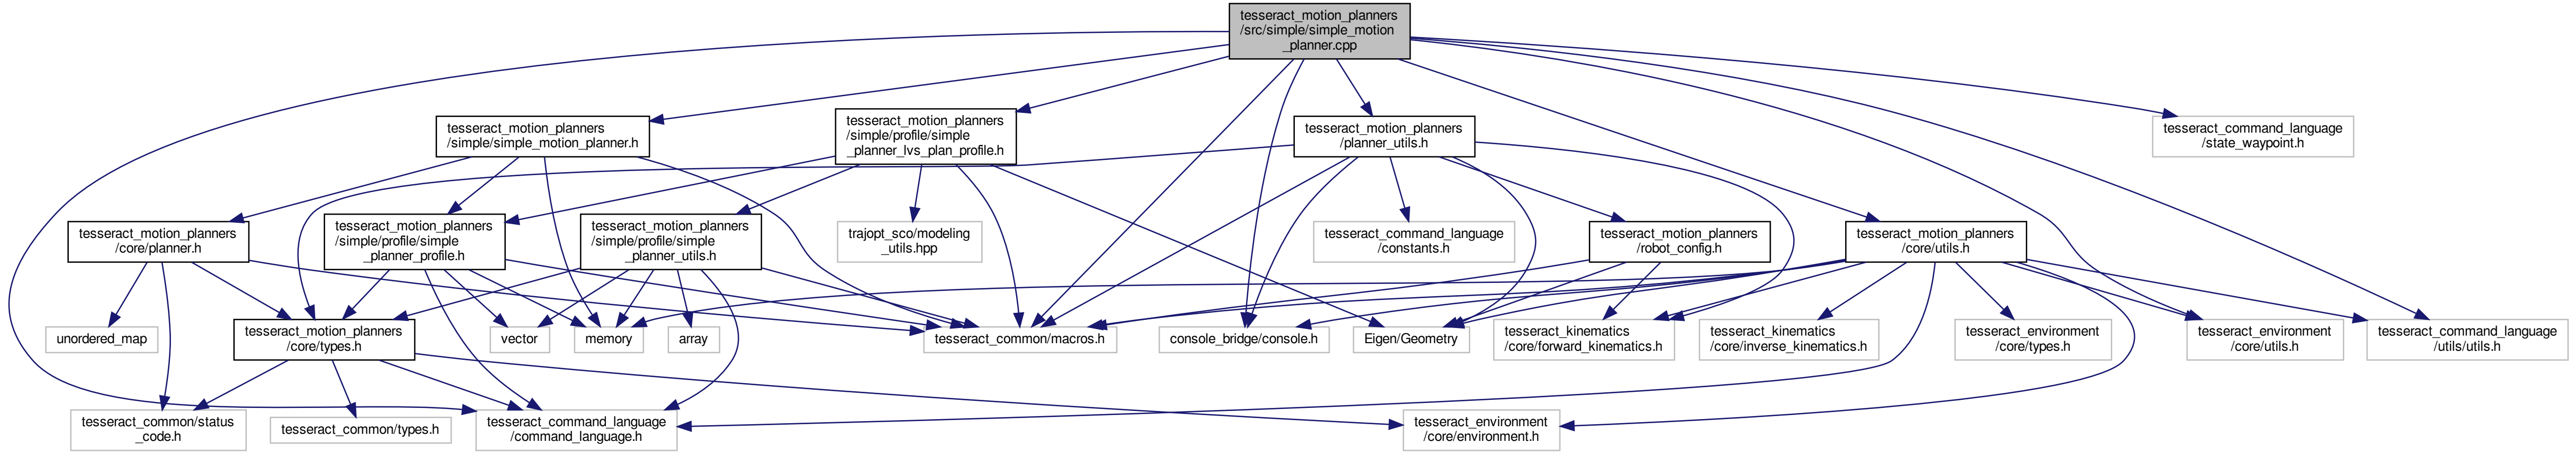 tesseract_motion_planners
/src/simple/simple_motion
_planner.cpp
tesseract_motion_planners
/simple/simple_motion_planner.h
tesseract_motion_planners
/simple/profile/simple
_planner_lvs_plan_profile.h
tesseract_motion_planners
/planner_utils.h
tesseract_command_language
/state_waypoint.h
tesseract_motion_planners
/core/planner.h
tesseract_motion_planners
/simple/profile/simple
_planner_profile.h
tesseract_motion_planners
/simple/profile/simple
_planner_utils.h
trajopt_sco/modeling
_utils.hpp
tesseract_command_language
/constants.h
tesseract_motion_planners
/robot_config.h
tesseract_motion_planners
/core/utils.h
unordered_map
tesseract_motion_planners
/core/types.h
vector
memory
array
tesseract_common/macros.h
console_bridge/console.h
Eigen/Geometry
tesseract_kinematics
/core/forward_kinematics.h
tesseract_kinematics
/core/inverse_kinematics.h
tesseract_environment
/core/types.h
tesseract_environment
/core/utils.h
tesseract_command_language
/utils/utils.h
tesseract_common/status
_code.h
tesseract_common/types.h
tesseract_command_language
/command_language.h
tesseract_environment
/core/environment.h